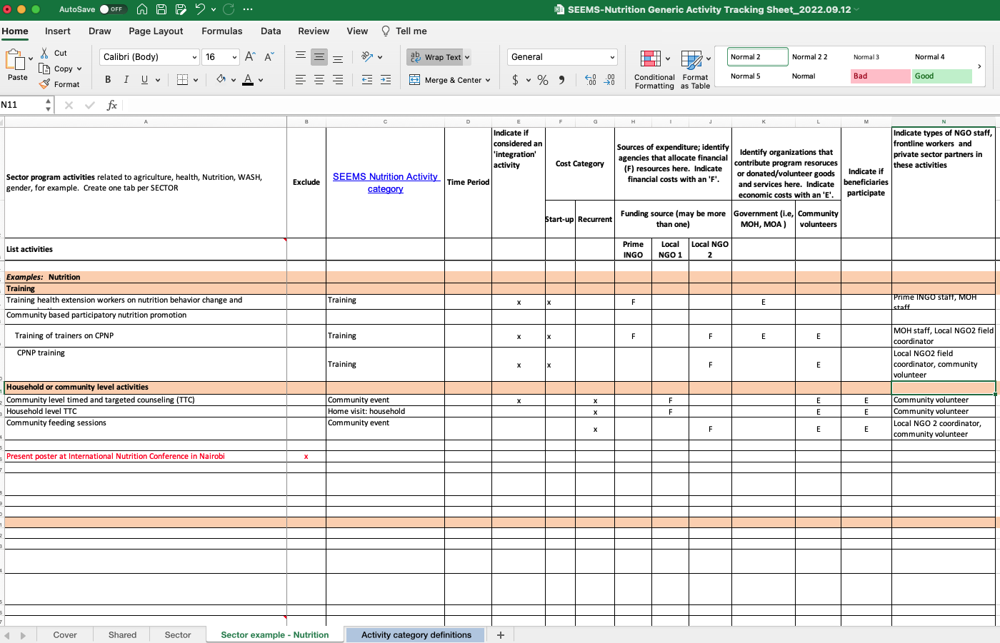 AutoSave OFF
SEEMS-Nutrition Generic Activity Tracking Sheet_2022.09.12
Home Insert Draw Page Layout Formulas Data Review View Tell me
Paste
Cut
Copy
Format
Calibri (Body) 16
B I U
Wrap Text
Merge & Center
General
Conditional
Formatting
Format
as Table
Normal 2 Normal 2 2 Normal 3 Normal 4
Normal 5 Normal Bad Good
N11 fx
A B C D E F G H I J K L M N
Sector program activities related to agriculture, health, Nutrition, WASH,
gender, for example. Create one tab per SECTOR
Exclude
SEEMS Nutrition Activity
category
Time Period
Indicate if
considered an
'integration'
activity
Cost Category
Start-up Recurrent
Sources of expenditure; identify
agencies that allocate financial
(F) resources here. Indicate
financial costs with an 'F'.
Funding source (may be more
than one)
Identify organizations that
contribute program resoruces
or donated/volunteer goods
and services here. Indicate
economic costs with an 'E'.
Government (i.e,
MOH, MOA )
Community
volunteers
Indicate if
beneficiaries
participate
Indicate types of NGO staff,
frontline workers and
private sector partners in
these activities
List activities
Prime
INGO
Local
NGO 1
Local NGO
2
Examples: Nutrition
Training
Training health extension workers on nutrition behavior change and
Training x x F E
Prime INGO staff, MOH
staff
Community based participatory nutrition promotion
Training of trainers on CPNP Training x x F F E E
MOH staff, Local NGO2 field
coordinator
CPNP training
Training x x F E
Local NGO2 field
coordinator, community
volunteer
Household or community level activities
Community level timed and targeted counseling (TTC) Community event x x F E E Community volunteer
Household level TTC Home visit: household x F E E Community volunteer
Community feeding sessions Community event x F E E
Local NGO 2 coordinator,
community volunteer
Present poster at International Nutrition Conference in Nairobi x
Cover Shared Sector Sector example - Nutrition Activity category definitions +